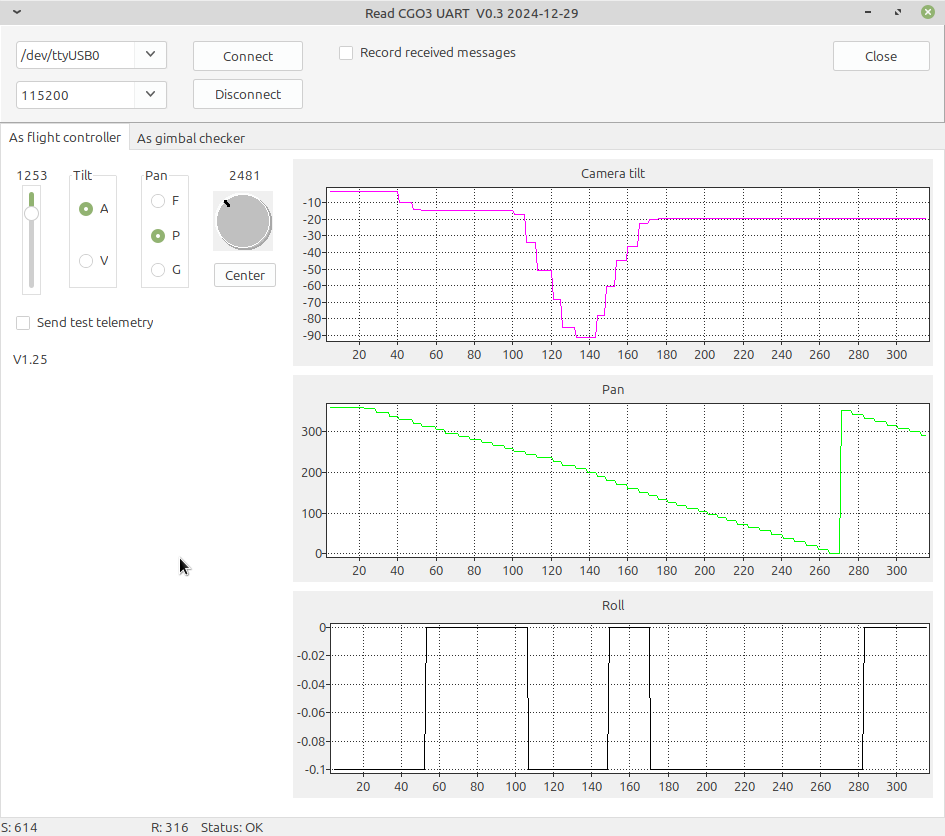 Read CGO3 UART  V0.3 2024-12-29
/dev/ttyUSB0
Connect
Record received messages
Close
115200
Disconnect
As flight controller
As gimbal checker
1253
Tilt
Pan
2481
A
V
F
P
G
Center
Send test telemetry
V1.25
Camera tilt
-10
-20
-30
-40
-50
-60
-70
-80
-90
20 40 60 80 100 120 140 160 180 200 220 240 260 280 300
Pan
300
200
100
0
20 40 60 80 100 120 140 160 180 200 220 240 260 280 300
Roll
0
-0.02
-0.04
-0.06
-0.08
-0.1
20 40 60 80 100 120 140 160 180 200 220 240 260 280 300
S: 614 R: 316 Status: OK